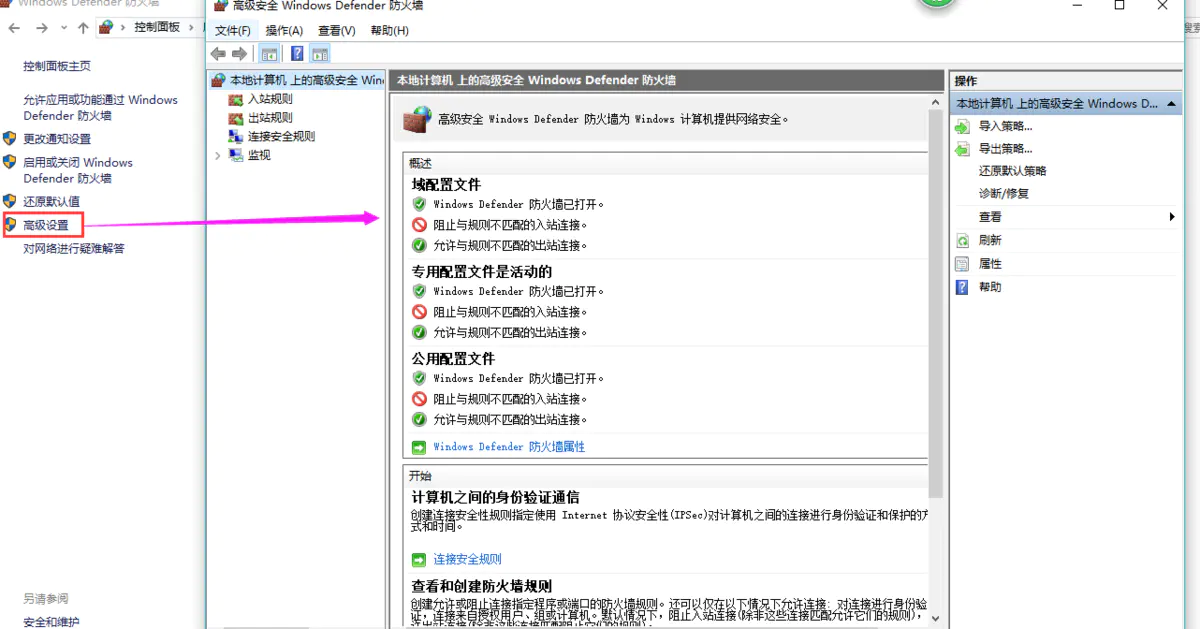 Windows Defender 防火墙
控制面板
控制面板主页
允许应用或功能通过 Windows
Defender 防火墙
更改通知设置
启用或关闭 Windows
Defender 防火墙
还原默认值
高级设置
对网络进行疑难解答
另请参阅
安全和维护
高级安全 Windows Defender 防火墙
文件(F) 操作(A) 查看(V) 帮助(H)
本地计算机 上的高级安全 Win
入站规则
出站规则
连接安全规则
监视
本地计算机 上的高级安全 Windows Defender 防火墙
高级安全 Windows Defender 防火墙为 Windows 计算机提供网络安全。
概述
域配置文件
Windows Defender 防火墙已打开。
阻止与规则不匹配的入站连接。
允许与规则不匹配的出站连接。
专用配置文件是活动的
Windows Defender 防火墙已打开。
阻止与规则不匹配的入站连接。
允许与规则不匹配的出站连接。
公用配置文件
Windows Defender 防火墙已打开。
阻止与规则不匹配的入站连接。
允许与规则不匹配的出站连接。
Windows Defender 防火墙属性
开始
计算机之间的身份验证通信
创建连接安全性规则指定使用 Internet 协议安全性(IPSec)对计算机之间的连接进行身份验证和保护的方
式和时间。
连接安全规则
查看和创建防火墙规则
创建允许或阻止连接指定程序或端口的防火墙规则。还可以仅在以下情况下允许连接: 对连接进行身份验
证, 连接来自授权用户、组或计算机。默认情况下, 阻止入站连接(除非这些连接匹配允许它们的规则),
操作
本地计算机 上的高级安全 Windows D...
导入策略...
导出策略...
还原默认策略
诊断/修复
查看
刷新
属性
帮助